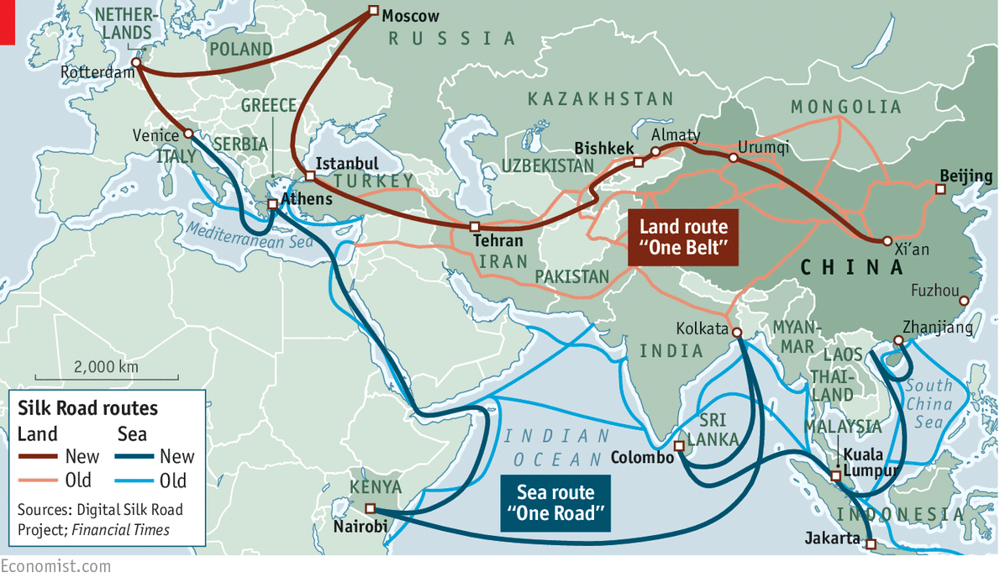 NETHER-
LANDS
Moscow
RUSSIA
POLAND
Rotterdam
GREECE
KAZAKHSTAN
MONGOLIA
Venice
ITALY
SERBIA
Almaty
Bishkek
Urumqi
UZBEKISTAN
Istanbul
TURKEY
Beijing
Athens
Mediterranean Sea
Tehran
IRAN
Land route
“One Belt”
Xi’an
CHINA
PAKISTAN
Fuzhou
Kolkata
INDIA
MYAN-
MAR
Zhanjiang
LAOS
THAI-
LAND
South
China
Sea
2,000 km
SRI
LANKA
MALAYSIA
INDIAN
OCEAN
Colombo
Kuala
Lumpur
KENYA
Sea route
“One Road”
Nairobi
INDONESIA
Jakarta
Silk Road routes
Land Sea
New New
Old Old
Sources: Digital Silk Road
Project; Financial Times
Economist.com